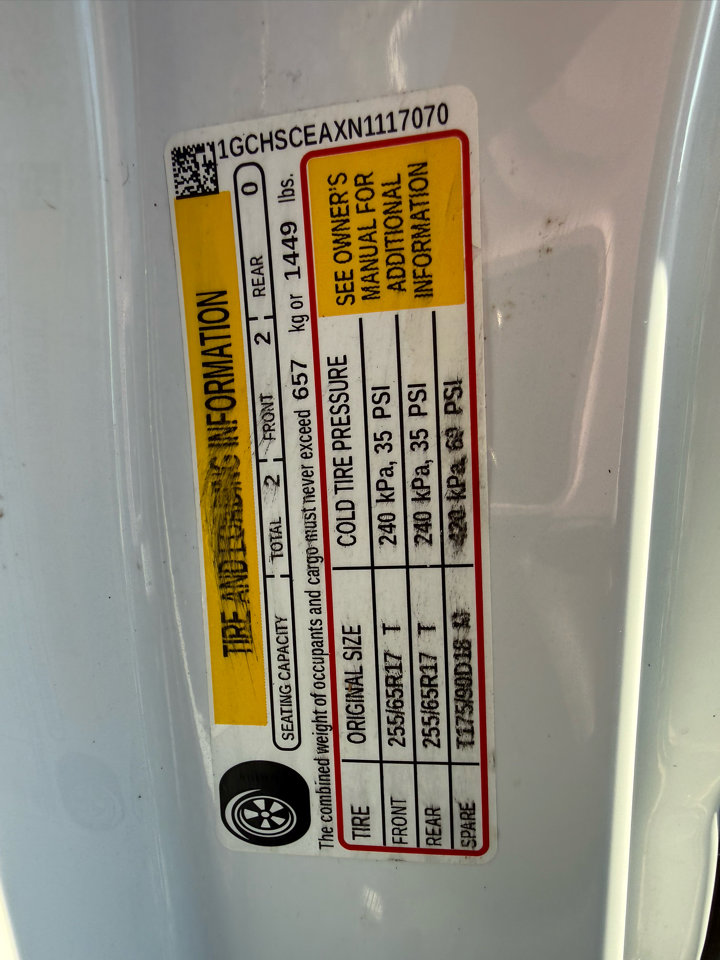 1GCHSCEAXN1117070
TIRE AND LOADING INFORMATION
SEATING CAPACITY TOTAL 2 FRONT 2 REAR 0
The combined weight of occupants and cargo must never exceed 657 kg or 1449 lbs.
TIRE ORIGINAL SIZE COLD TIRE PRESSURE
FRONT 255/65R17 T 240 kPa, 35 PSI
REAR 255/65R17 T 240 kPa, 35 PSI
SPARE T175/90D18 M 420 kPa, 60 PSI
SEE OWNER'S
MANUAL FOR
ADDITIONAL
INFORMATION